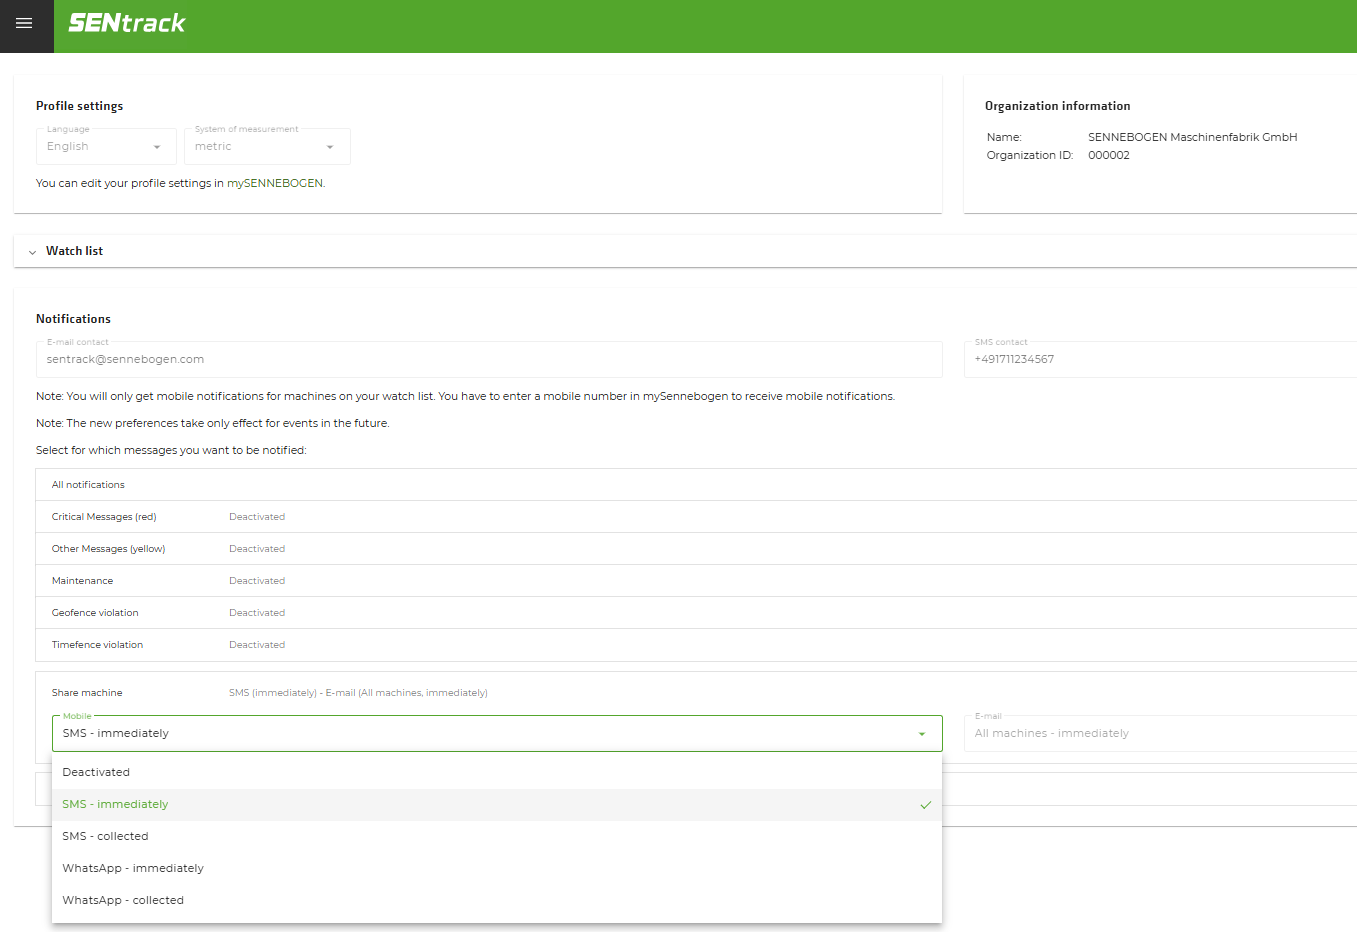 SENtrack
Profile settings
Language
English
System of measurement
metric
You can edit your profile settings in mySENNEBOGEN.
Organization information
Name: SENNEBOGEN Maschinenfabrik GmbH
Organization ID: 000002
Watch list
Notifications
E-mail contact
sentrack@sennebogen.com
SMS contact
+491711234567
Note: You will only get mobile notifications for machines on your watch list. You have to enter a mobile number in mySennebogen to receive mobile notifications.
Note: The new preferences take only effect for events in the future.
Select for which messages you want to be notified:
All notifications
Critical Messages (red) Deactivated
Other Messages (yellow) Deactivated
Maintenance Deactivated
Geofence violation Deactivated
Timefence violation Deactivated
Share machine SMS (immediately) - E-mail (All machines, immediately)
Mobile
SMS - immediately
E-mail
All machines - immediately
Deactivated
SMS - immediately
SMS - collected
WhatsApp - immediately
WhatsApp - collected